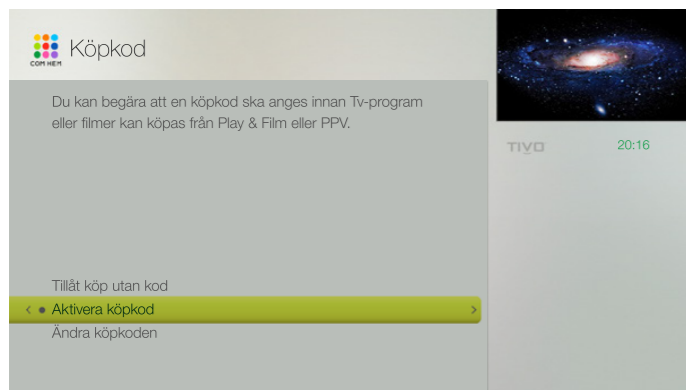 COM HEM
Köpkod
Du kan begära att en köpkod ska anges innan Tv-program
eller filmer kan köpas från Play & Film eller PPV.
TIVO
20:16
Tillåt köp utan kod
Aktivera köpkod
Ändra köpkoden